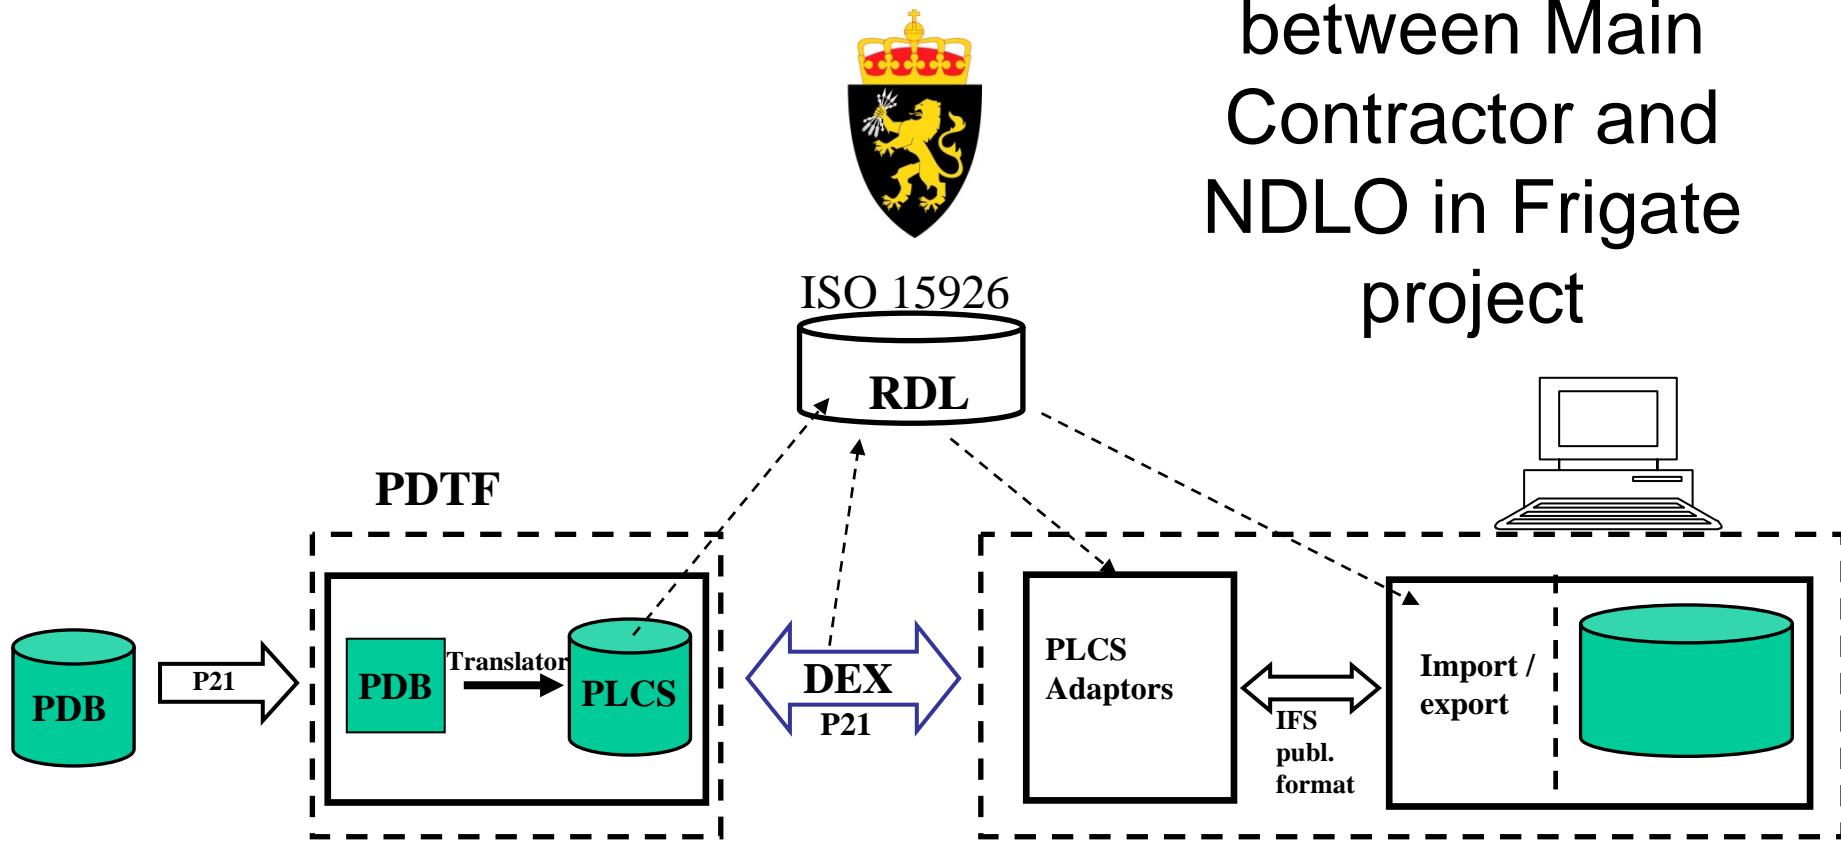 between Main
Contractor and
NDLO in Frigate
project
ISO 15926
RDL
PDTF
PDB
P21
PDB
Translator
PLCS
DEX
P21
PLCS
Adaptors
IFS
publ.
format
Import /
export